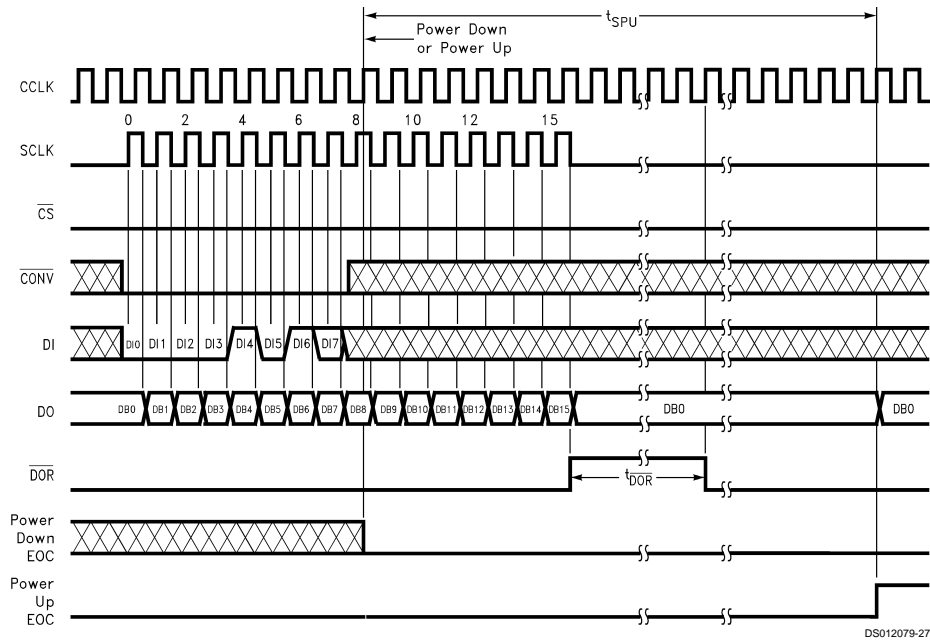 tSPU
Power Down
or Power Up
CCLK
0 2 4 6 8 10 12 15
SCLK
CS
CONV
DI
DI0 DI1 DI2 DI3 DI4 DI5 DI6 DI7
DO
DB0 DB1 DB2 DB3 DB4 DB5 DB6 DB7 DB8 DB9 DB10 DB11 DB12 DB13 DB14 DB15 DB0 DB0
DOR
tDOR
Power
Down
EOC
Power
Up
EOC
DS012079-27